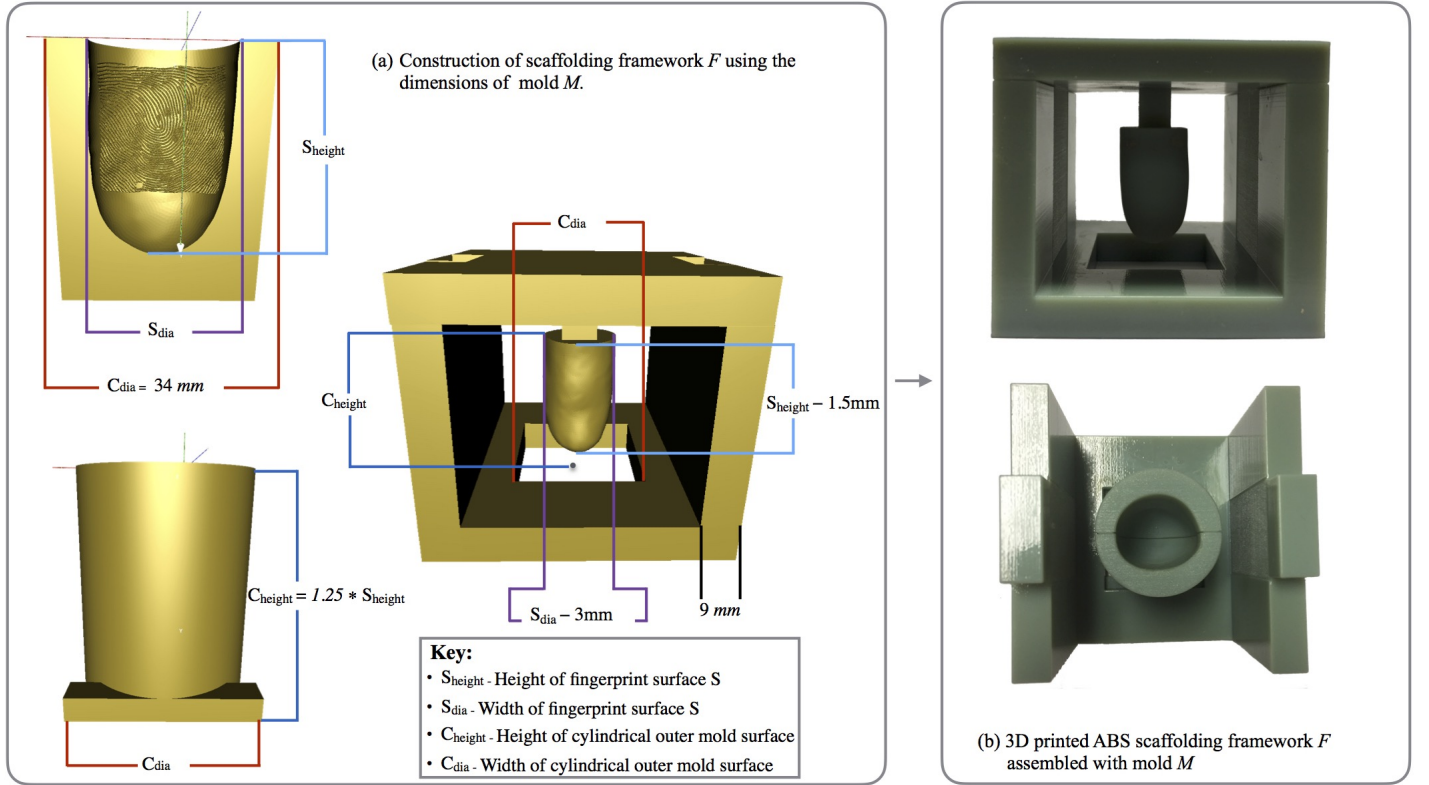 (a) Construction of scaffolding framework F using the
dimensions of mold M.
Sheight
Sdia
Cdia = 34 mm
Cdia
Cheight
Sheight – 1.5mm
Cheight = 1.25 * Sheight
Sdia – 3mm
9 mm
Cdia
Key:
• Sheight - Height of fingerprint surface S
• Sdia - Width of fingerprint surface S
• Cheight - Height of cylindrical outer mold surface
• Cdia - Width of cylindrical outer mold surface
(b) 3D printed ABS scaffolding framework F
assembled with mold M